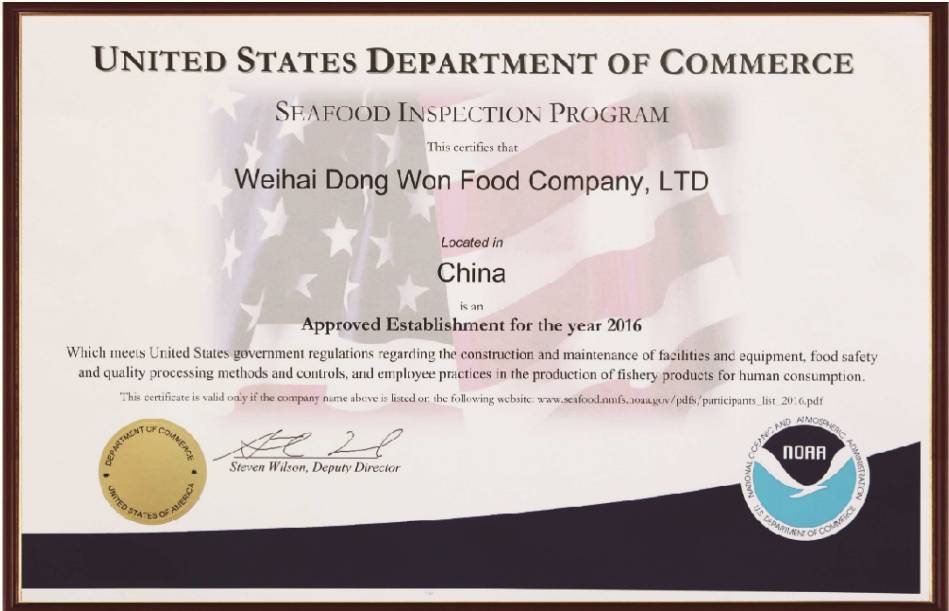 UNITED STATES DEPARTMENT OF COMMERCE
SEAFOOD INSPECTION PROGRAM
This certifies that
Weihai Dong Won Food Company, LTD
Located in
China
is an
Approved Establishment for the year 2016
Which meets United States government regulations regarding the construction and maintenance of facilities and equipment, food safety
and quality processing methods and controls, and employee practices in the production of fishery products for human consumption.
This certificate is valid only if the company name above is listed on the following website: www.seafood.nmfs.noaa.gov/pdfs/participants_list_2016.pdf
DEPARTMENT OF COMMERCE
UNITED STATES OF AMERICA
Steven Wilson, Deputy Director
NATIONAL OCEANIC AND ATMOSPHERIC ADMINISTRATION
NOAA
U.S. DEPARTMENT OF COMMERCE